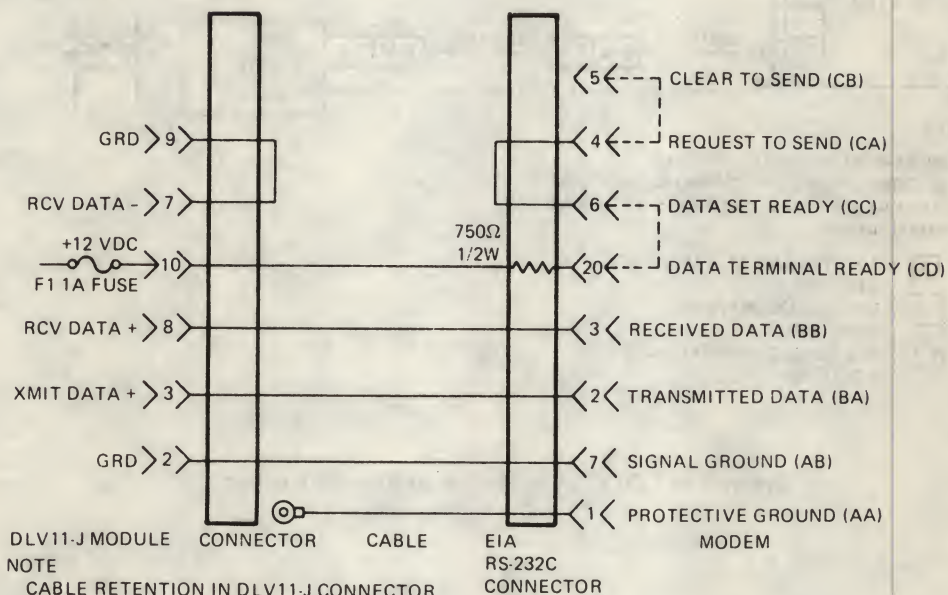 5 CLEAR TO SEND (CB)
GRD 9
4 REQUEST TO SEND (CA)
RCV DATA - 7
6 DATA SET READY (CC)
750Ω
1/2W
+12 VDC
10
F1 1A FUSE
20 DATA TERMINAL READY (CD)
RCV DATA + 8
3 RECEIVED DATA (BB)
XMIT DATA + 3
2 TRANSMITTED DATA (BA)
GRD 2
7 SIGNAL GROUND (AB)
1 PROTECTIVE GROUND (AA)
DLV11-J MODULE
CONNECTOR
CABLE
EIA
RS-232C
CONNECTOR
MODEM
NOTE
CABLE RETENTION IN DLV11-J CONNECTOR